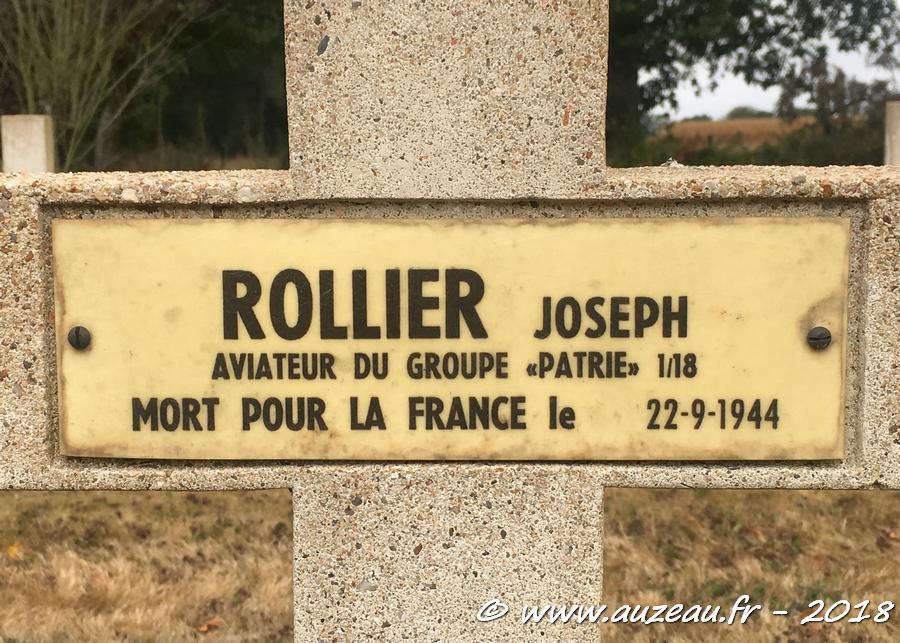 ROLLIER JOSEPH
AVIATEUR DU GROUPE «PATRIE» 1/18
MORT POUR LA FRANCE le 22-9-1944
© www.auzeau.fr - 2018